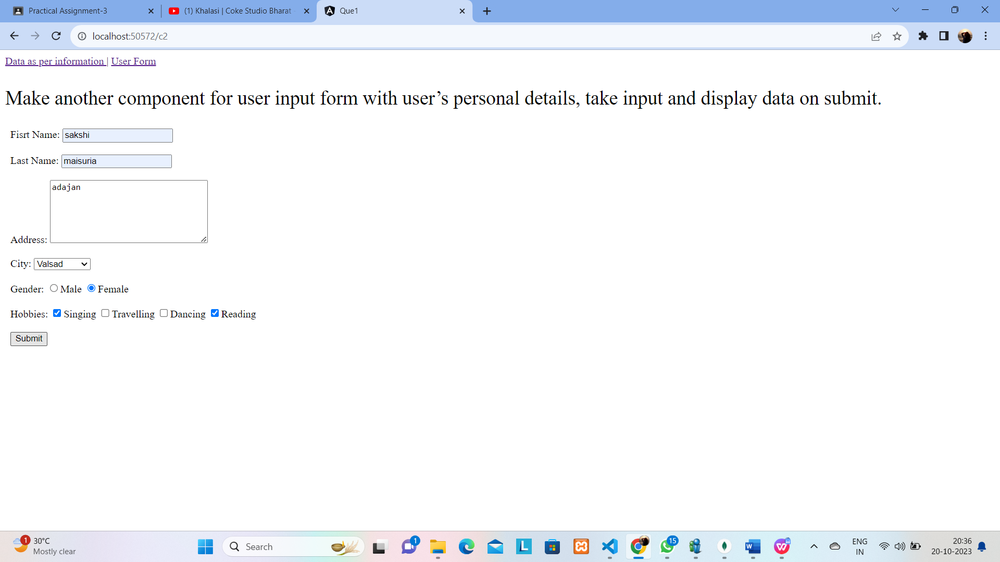 Practical Assignment-3
(1) Khalasi | Coke Studio Bharat
Que1
localhost:50572/c2
Data as per information | User Form
Make another component for user input form with user’s personal details, take input and display data on submit.
Fisrt Name: sakshi
Last Name: maisuria
adajan
Address:
City: Valsad
Gender: Male Female
Hobbies: Singing Travelling Dancing Reading
Submit
1
30°C
Mostly clear
Search
1
L
15
W
W
ENG
IN
20:36
20-10-2023